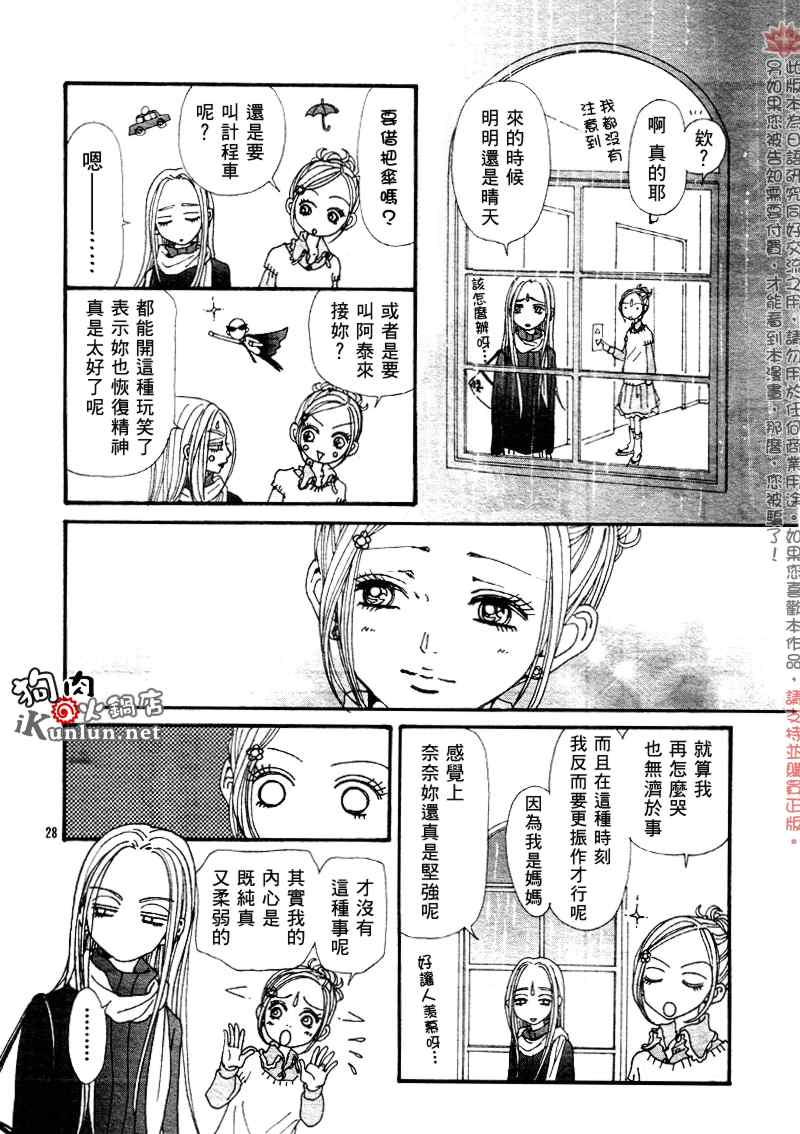 欸？
啊 真的耶
我都沒有
注意到
來的時候
明明還是晴天
該怎麼辦呀…
要借把傘嗎？
還是要
叫計程車
呢？
嗯——……
或者是要
叫阿泰來
接妳？
都能開這種玩笑了
表示妳也恢復精神
真是太好了呢
就算我
再怎麼哭
也無濟於事
而且在這種時刻
我反而要更振作才行呢
因為我是媽媽
感覺上
奈奈妳還真是堅強呢
好讓人羨慕呀…
才沒有
這種事呢
其實我的
內心是
既純真
又柔弱的
……
28
狗肉
火鍋店
iKunlun.net
此版本為日語研究同好交流之用，請勿用於任何商業用途。如果您喜歡本作品，請支持並購買正版。
另如果您被告知需要付費，才能看到本漫畫，那麼，您被騙了！